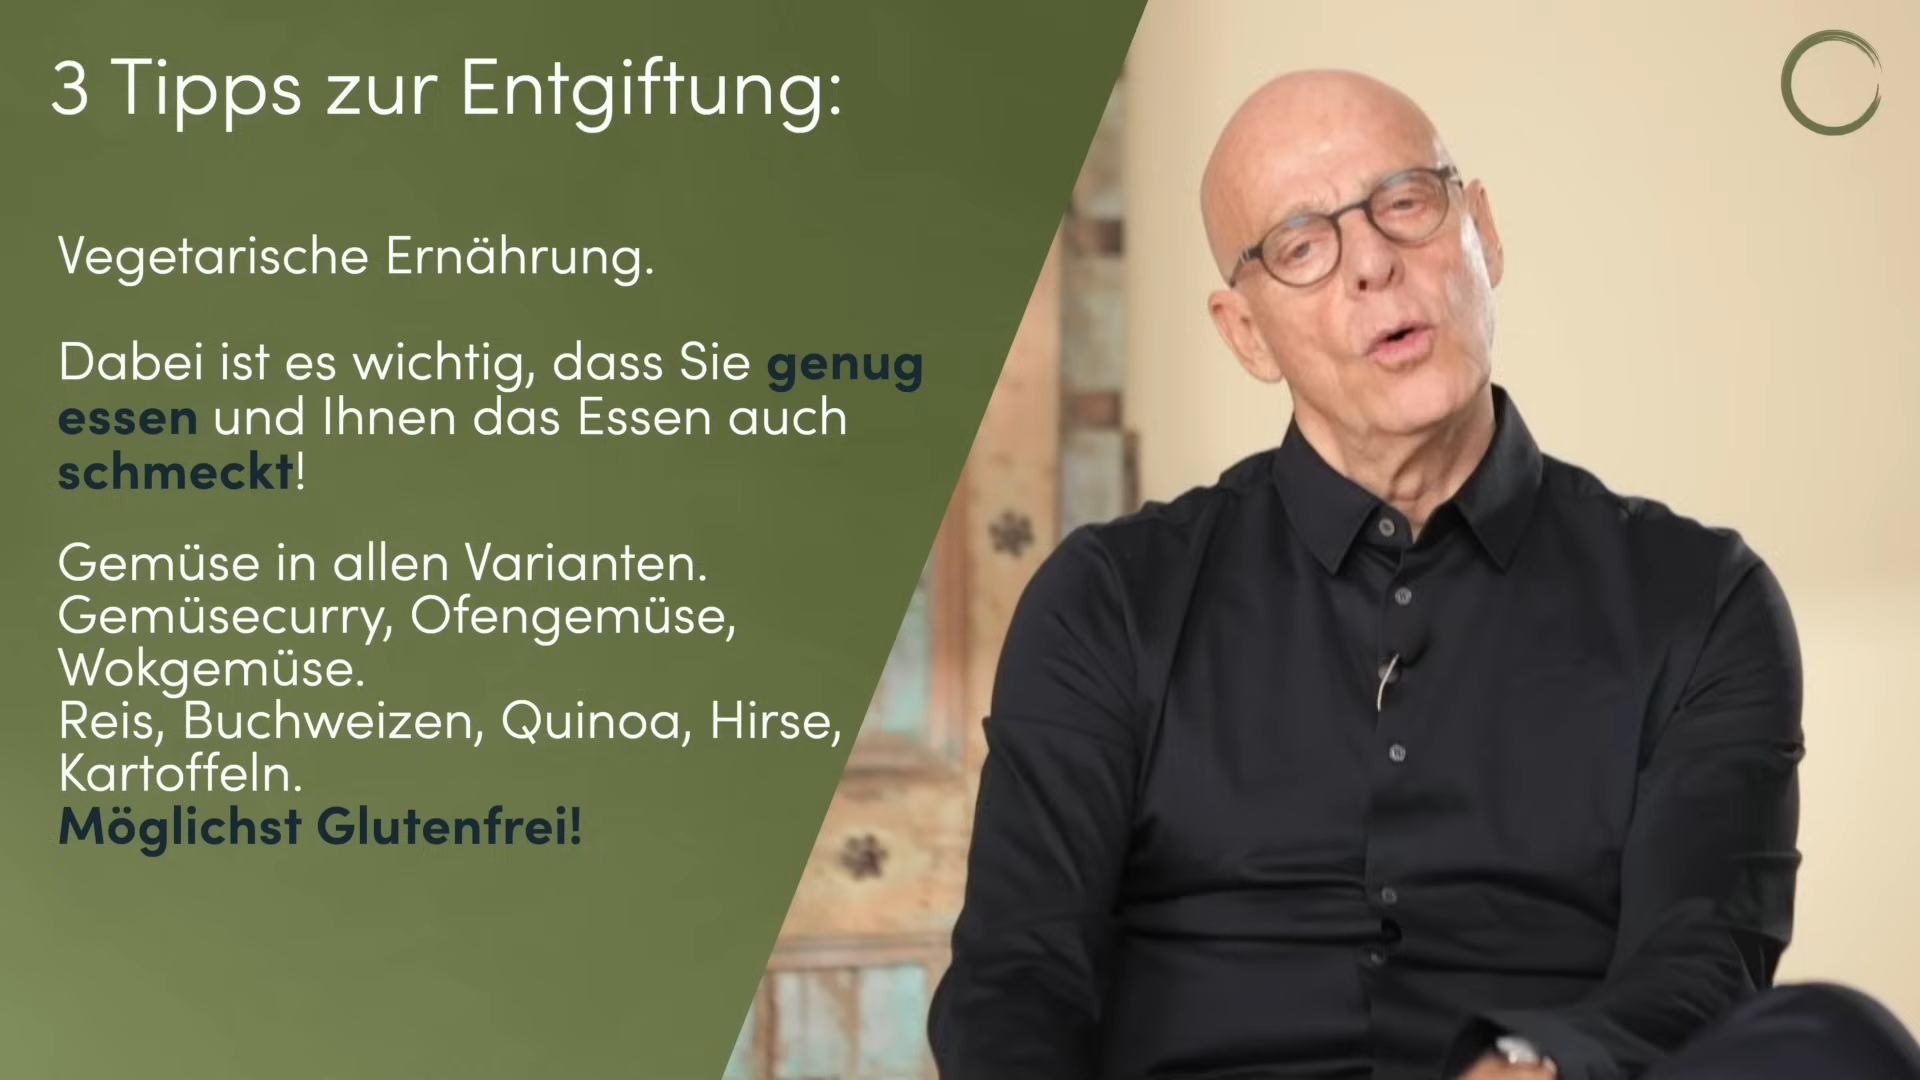 3 Tipps zur Entgiftung:
Vegetarische Ernährung.
Dabei ist es wichtig, dass Sie genug
essen und Ihnen das Essen auch
schmeckt!
Gemüse in allen Varianten.
Gemüsecurry, Ofengemüse,
Wokgemüse.
Reis, Buchweizen, Quinoa, Hirse,
Kartoffeln.
Möglichst Glutenfrei!